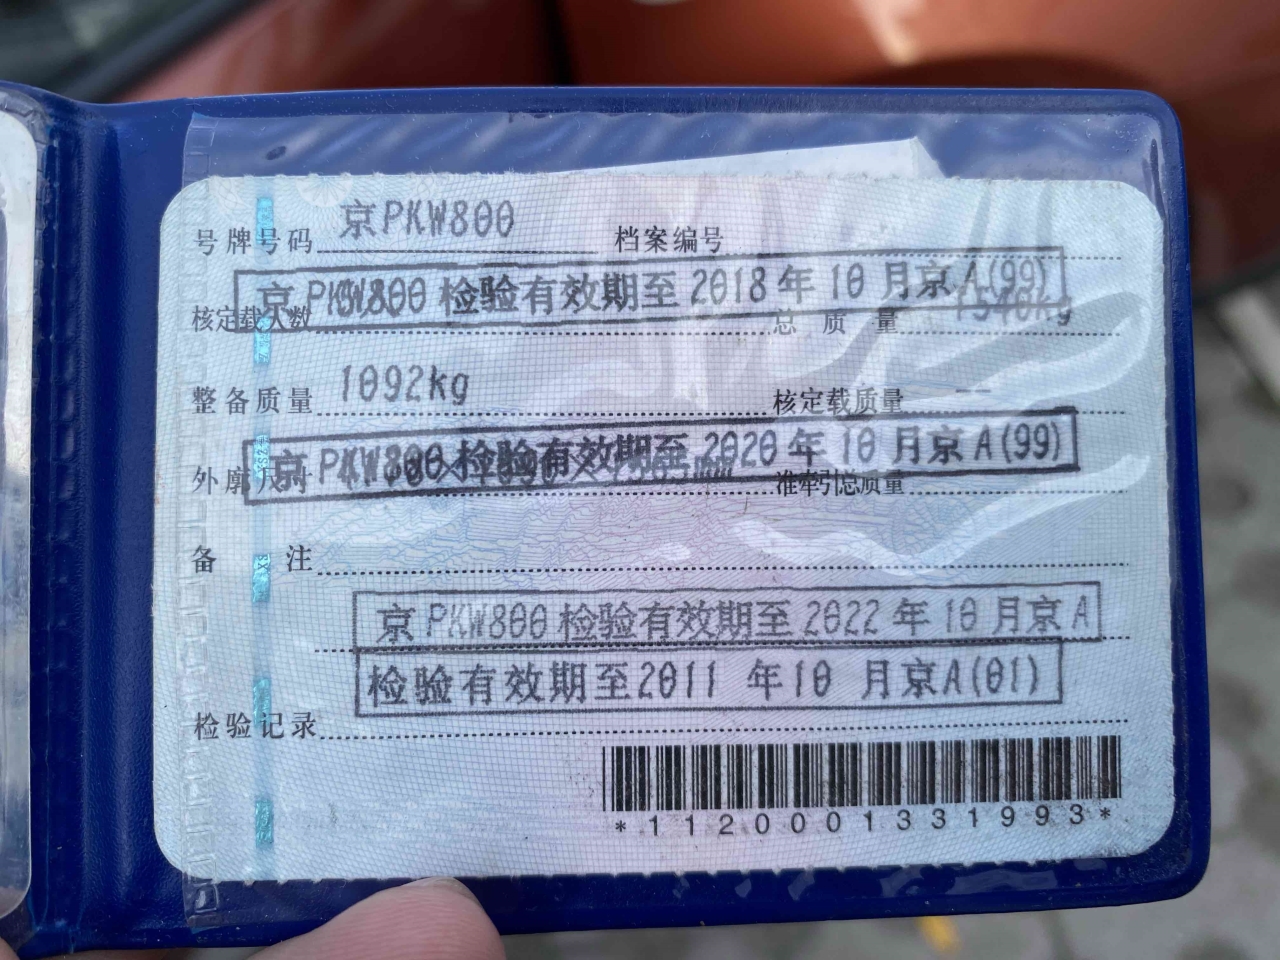 号牌号码 京PKW800 档案编号
京PKW800 检验有效期至2018年10月京A(99)
核定载人数 总质量 1540kg
整备质量 1092kg 核定载质量 —
京PKW800 检验有效期至2020年10月京A(99)
外廓尺寸 准牵引总质量
备注
京PKW800 检验有效期至2022年10月京A
检验有效期至2011 年10 月京A(01)
检验记录
*1120001331993*